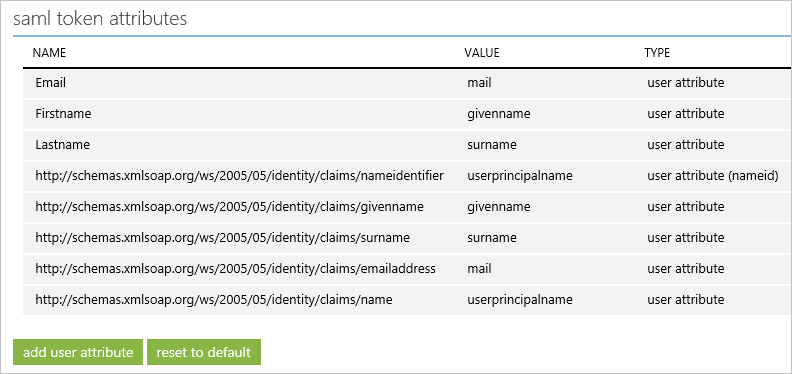 saml token attributes
NAME VALUE TYPE
Email mail user attribute
Firstname givenname user attribute
Lastname surname user attribute
http://schemas.xmlsoap.org/ws/2005/05/identity/claims/nameidentifier userprincipalname user attribute (nameid)
http://schemas.xmlsoap.org/ws/2005/05/identity/claims/givenname givenname user attribute
http://schemas.xmlsoap.org/ws/2005/05/identity/claims/surname surname user attribute
http://schemas.xmlsoap.org/ws/2005/05/identity/claims/emailaddress mail user attribute
http://schemas.xmlsoap.org/ws/2005/05/identity/claims/name userprincipalname user attribute
add user attribute reset to default